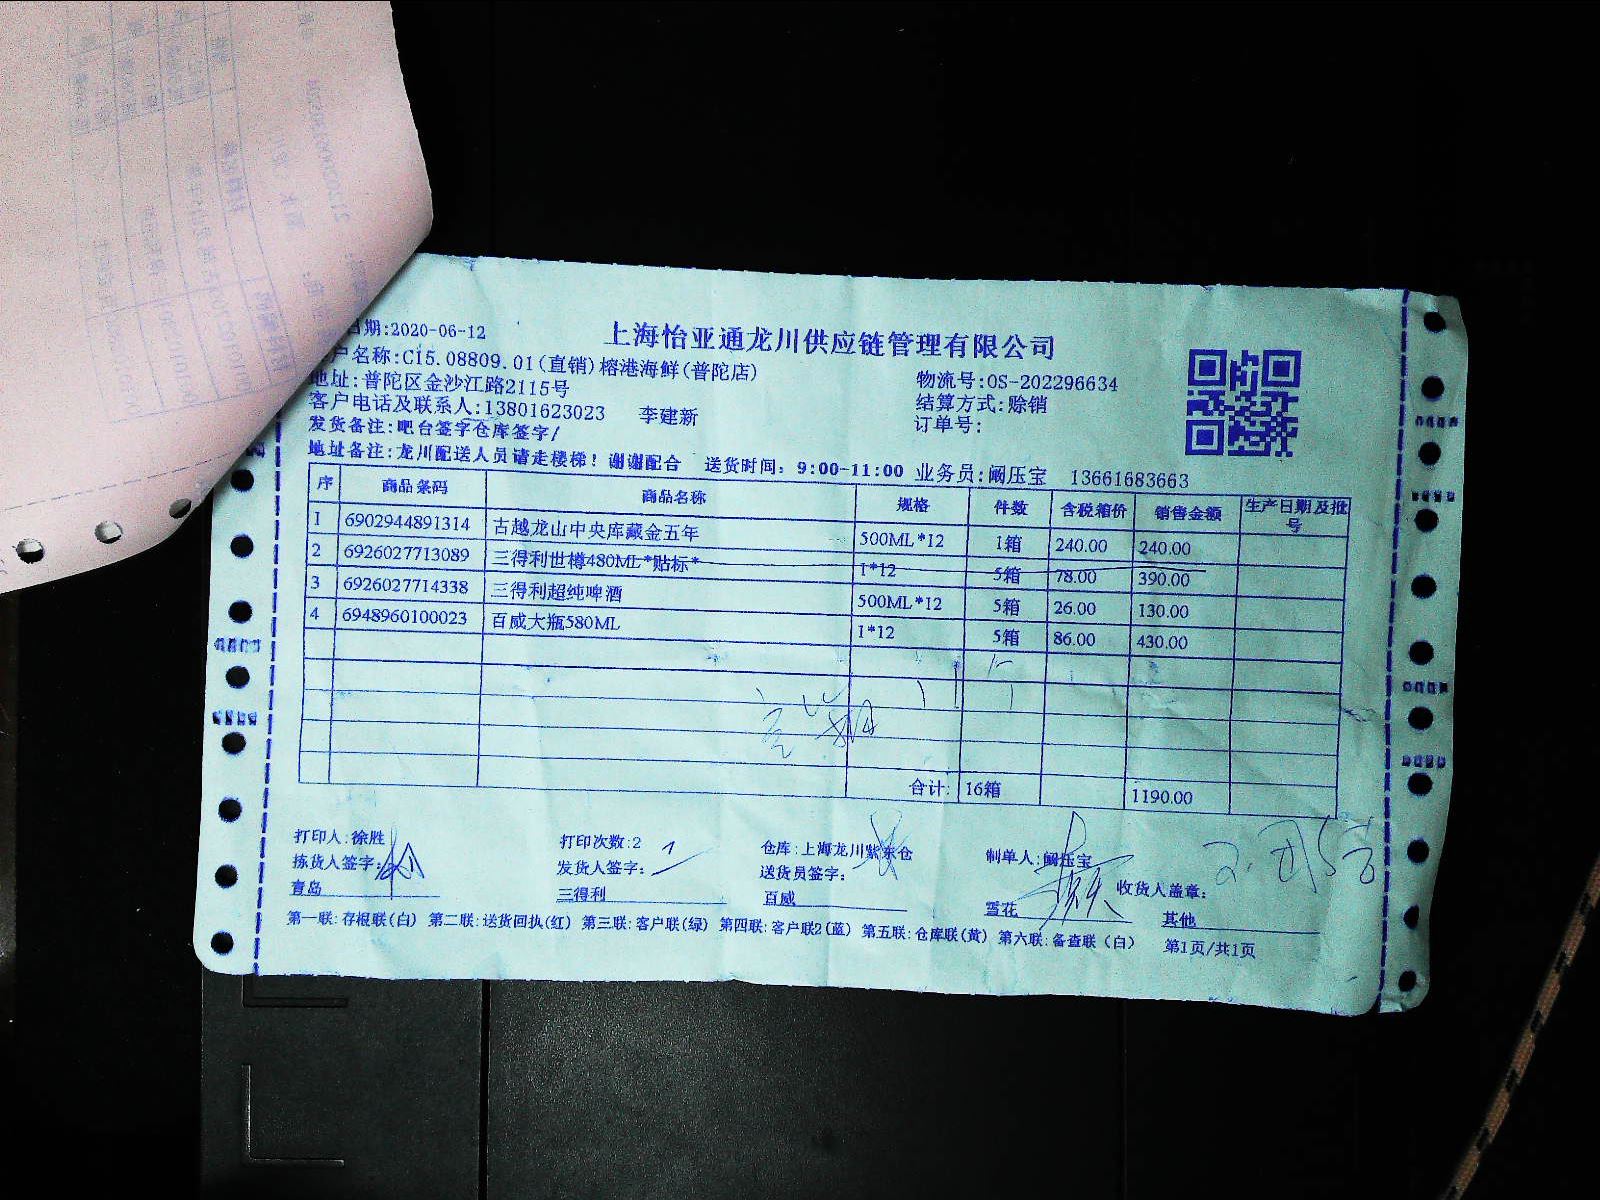 上海怡亚通龙川供应链管理有限公司
日期:2020-06-12
户名称:C15.08809.01(直销)榕港海鲜(普陀店)
物流号:OS-202296634
地址:普陀区金沙江路2115号
结算方式:赊销
客户电话及联系人:13801623023 李建新
订单号:
发货备注:吧台签字仓库签字/
地址备注:龙川配送人员请走楼梯！谢谢配合 送货时间: 9:00-11:00 业务员:阚压宝 13661683663
序 商品条码 商品名称 规格 件数 含税箱价 销售金额 生产日期及批号
1 6902944891314 古越龙山中央库藏金五年 500ML*12 1箱 240.00 240.00
2 6926027713089 三得利世樽480ML*贴标* 1*12 5箱 78.00 390.00
3 6926027714338 三得利超纯啤酒 500ML*12 5箱 26.00 130.00
4 6948960100023 百威大瓶580ML 1*12 5箱 86.00 430.00
合计: 16箱 1190.00
打印人:徐胜 打印次数:2 仓库:上海龙川紫东仓 制单人:阚压宝
拣货人签字: 发货人签字: 送货员签字: 收货人盖章:
青岛 三得利 百威 雪花 其他
第一联:存根联(白) 第二联:送货回执(红) 第三联:客户联(绿) 第四联:客户联2(蓝) 第五联:仓库联(黄) 第六联:备查联(白) 第1页/共1页